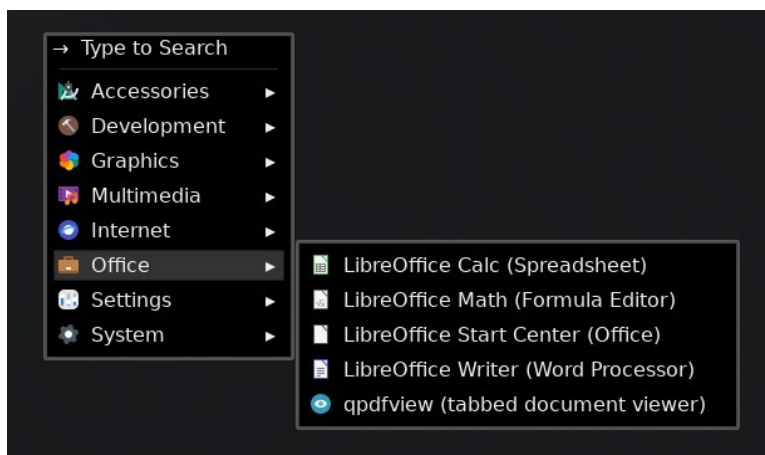 → Type to Search
Accessories ▸
Development ▸
Graphics ▸
Multimedia ▸
Internet ▸
Office ▸
Settings ▸
System ▸
LibreOffice Calc (Spreadsheet)
LibreOffice Math (Formula Editor)
LibreOffice Start Center (Office)
LibreOffice Writer (Word Processor)
qpdfview (tabbed document viewer)